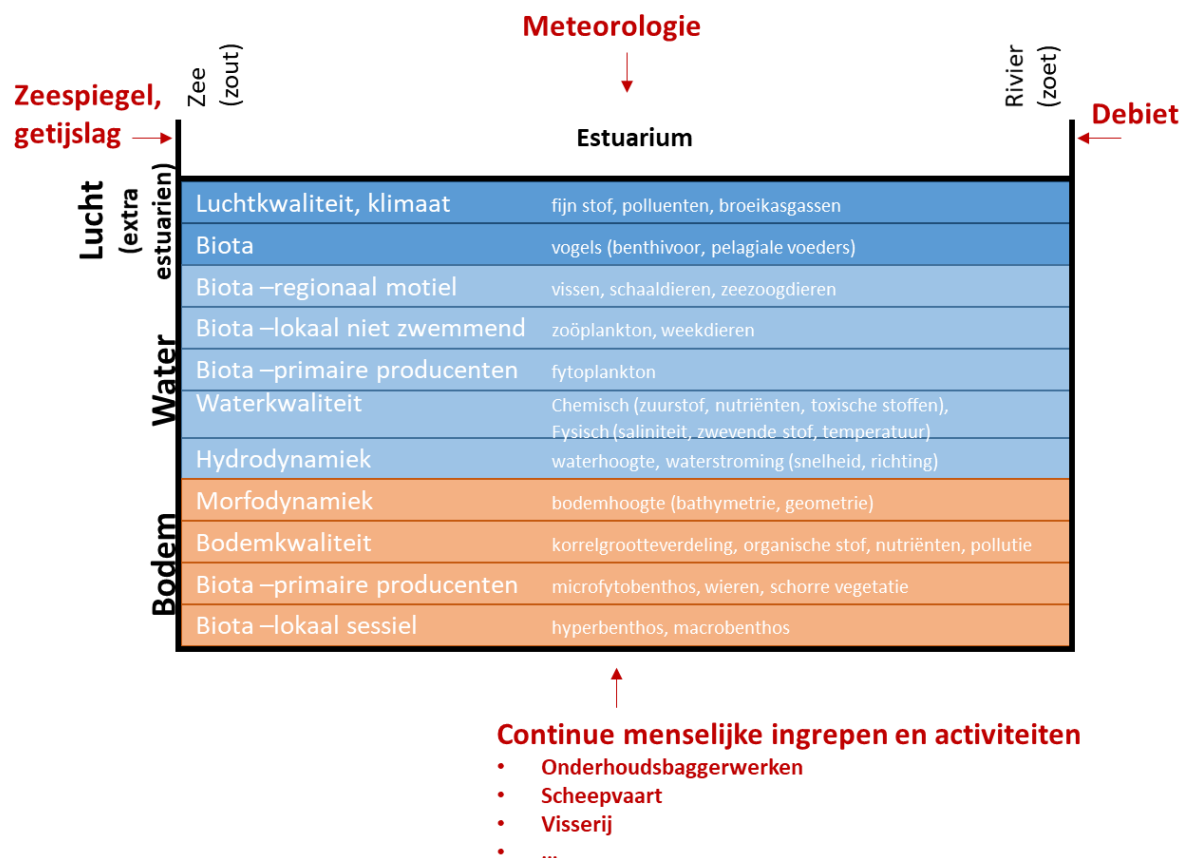 Meteorologie
Zee
(zout)
Rivier
(zoet)
Zeespiegel,
getijslag
Debiet
Estuarium
Lucht
(extra
estuarien)
Luchtkwaliteit, klimaat fijn stof, polluenten, broeikasgassen
Biota vogels (benthivoor, pelagiale voeders)
Water
Biota –regionaal motiel vissen, schaaldieren, zeezoogdieren
Biota –lokaal niet zwemmend zoöplankton, weekdieren
Biota –primaire producenten fytoplankton
Waterkwaliteit Chemisch (zuurstof, nutriënten, toxische stoffen),
Fysisch (saliniteit, zwevende stof, temperatuur)
Hydrodynamiek waterhoogte, waterstroming (snelheid, richting)
Bodem
Morfodynamiek bodemhoogte (bathymetrie, geometrie)
Bodemkwaliteit korrelgrootteverdeling, organische stof, nutriënten, pollutie
Biota –primaire producenten microfytobenthos, wieren, schorre vegetatie
Biota –lokaal sessiel hyperbenthos, macrobenthos
Continue menselijke ingrepen en activiteiten
• Onderhoudsbaggerwerken
• Scheepvaart
• Visserij
• ...